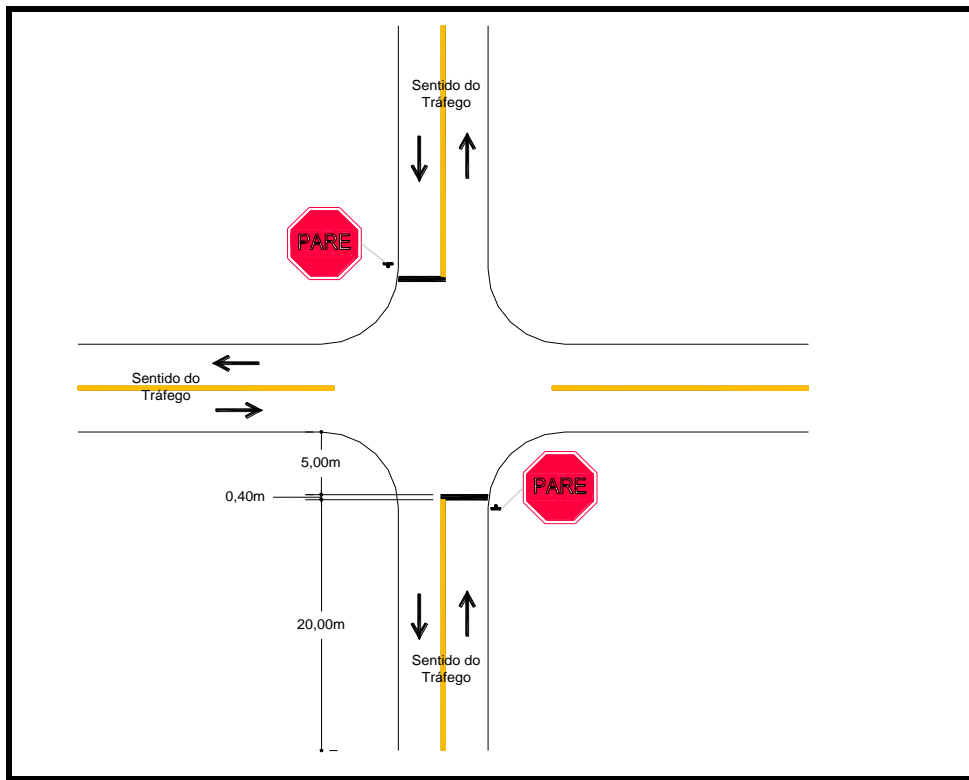 Sentido do
Tráfego
PARE
Sentido do
Tráfego
5,00m
0,40m
PARE
20,00m
Sentido do
Tráfego